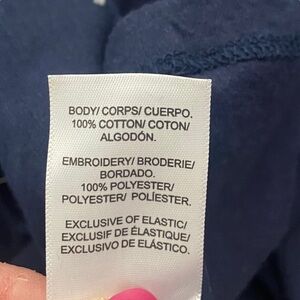 BODY/ CORPS/ CUERPO.
100% COTTON/ COTON/
ALGODÓN.
EMBROIDERY/ BRODERIE/
BORDADO.
100% POLYESTER/
POLYESTER/ POLIÉSTER.
EXCLUSIVE OF ELASTIC/
EXCLUSIF DE ÉLASTIQUE/
EXCLUSIVO DE ELÁSTICO.